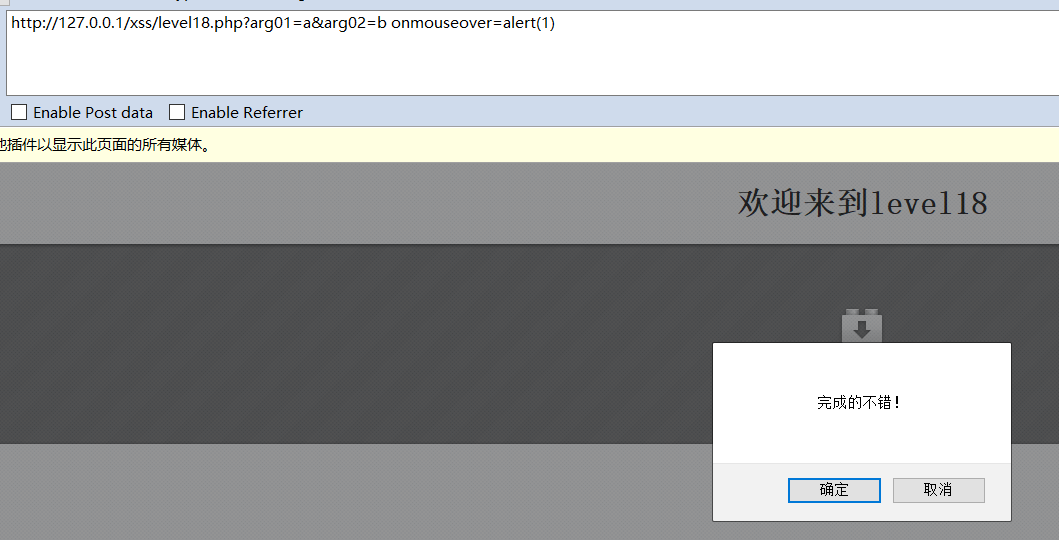 http://127.0.0.1/xss/level18.php?arg01=a&arg02=b onmouseover=alert(1)
Enable Post data Enable Referrer
他插件以显示此页面的所有媒体。
欢迎来到level18
完成的不错!
确定 取消